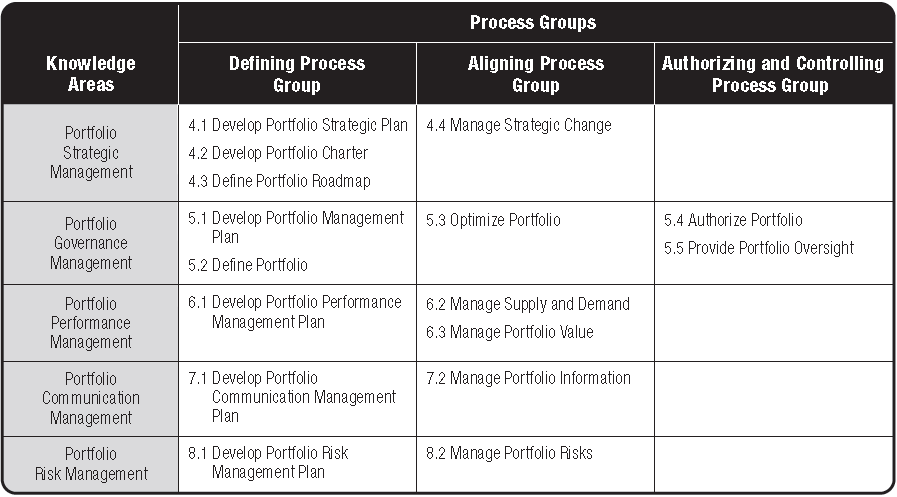 Process Groups
Knowledge
Areas
Defining Process
Group
Aligning Process
Group
Authorizing and Controlling
Process Group
Portfolio
Strategic
Management
4.1 Develop Portfolio Strategic Plan
4.2 Develop Portfolio Charter
4.3 Define Portfolio Roadmap
4.4 Manage Strategic Change
Portfolio
Governance
Management
5.1 Develop Portfolio Management
Plan
5.2 Define Portfolio
5.3 Optimize Portfolio
5.4 Authorize Portfolio
5.5 Provide Portfolio Oversight
Portfolio
Performance
Management
6.1 Develop Portfolio Performance
Management Plan
6.2 Manage Supply and Demand
6.3 Manage Portfolio Value
Portfolio
Communication
Management
7.1 Develop Portfolio
Communication Management
Plan
7.2 Manage Portfolio Information
Portfolio
Risk Management
8.1 Develop Portfolio Risk
Management Plan
8.2 Manage Portfolio Risks